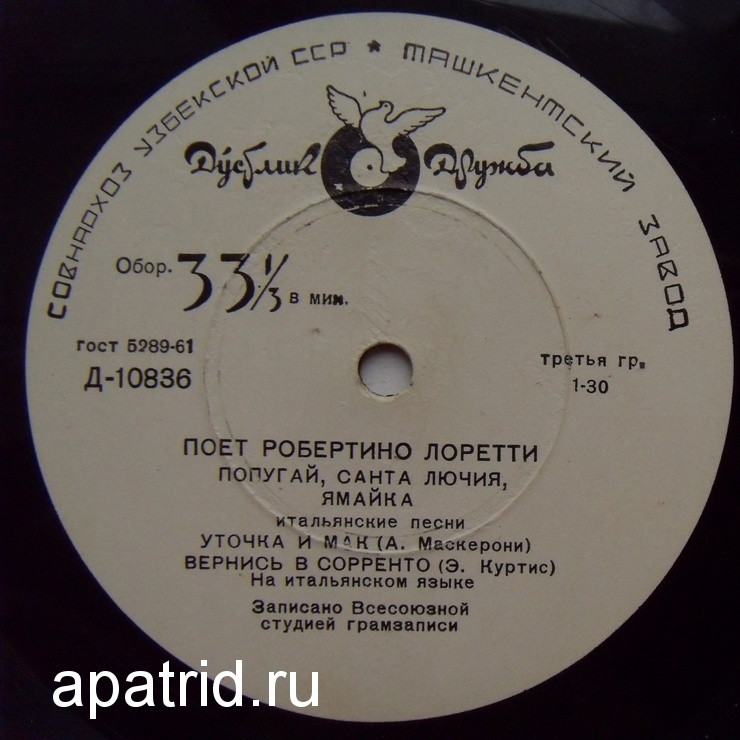 СОВНАРХОЗ УЗБЕКСКОЙ ССР * ТАШКЕНТСКИЙ ЗАВОД
Дӯстлик Дружба
Обор. 33⅓ в мин.
гост 5289-61
Д-10836
третья гр.
1-30
ПОЕТ РОБЕРТИНО ЛОРЕТТИ
ПОПУГАЙ, САНТА ЛЮЧИЯ,
ЯМАЙКА
итальянские песни
УТОЧКА И МАК (А. Маскерони)
ВЕРНИСЬ В СОРРЕНТО (Э. Куртис)
На итальянском языке
Записано Всесоюзной
студией грамзаписи
apatrid.ru